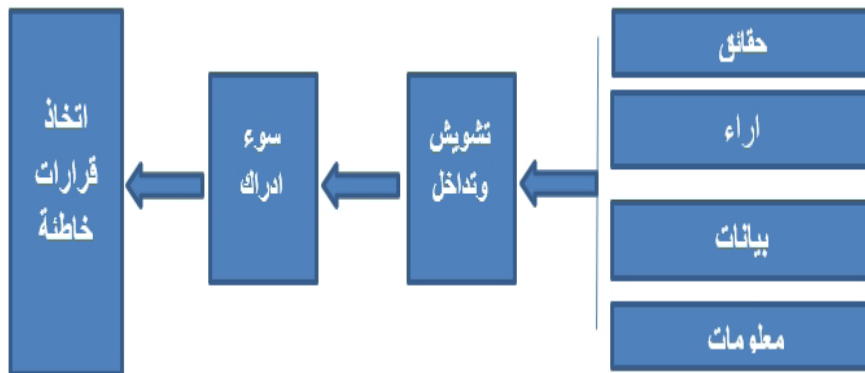 حقائق
اراء
بيانات
معلومات
تشويش
وتداخل
سوء
ادراك
اتخاذ
قرارات
خاطئة